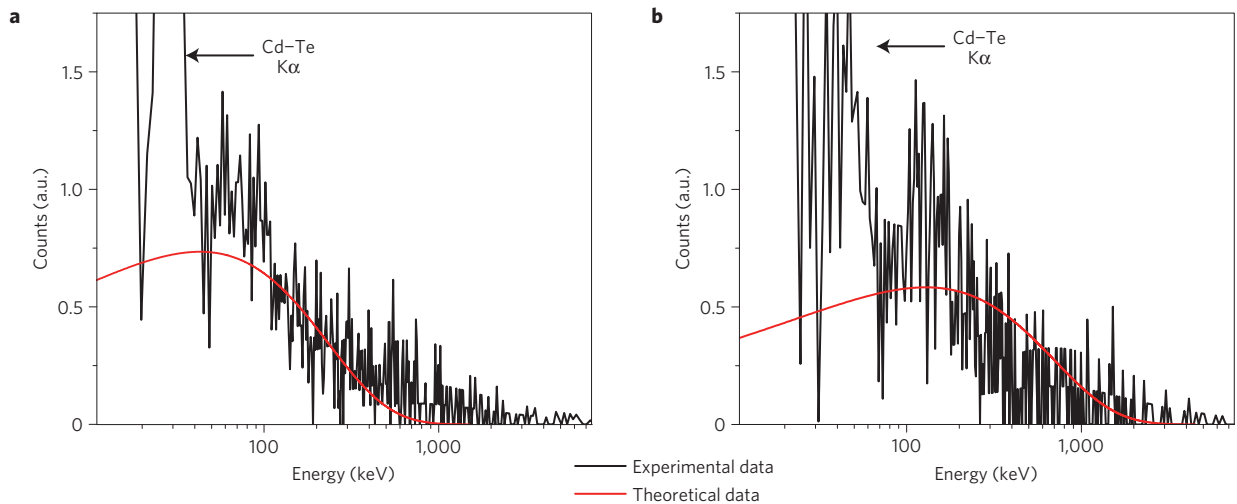 a
Cd–Te
Kα
1.5
1.0
0.5
0
Counts (a.u.)
100
1,000
Energy (keV)
b
Cd–Te
Kα
1.5
1.0
0.5
0
Counts (a.u.)
100
1,000
Energy (keV)
Experimental data
Theoretical data